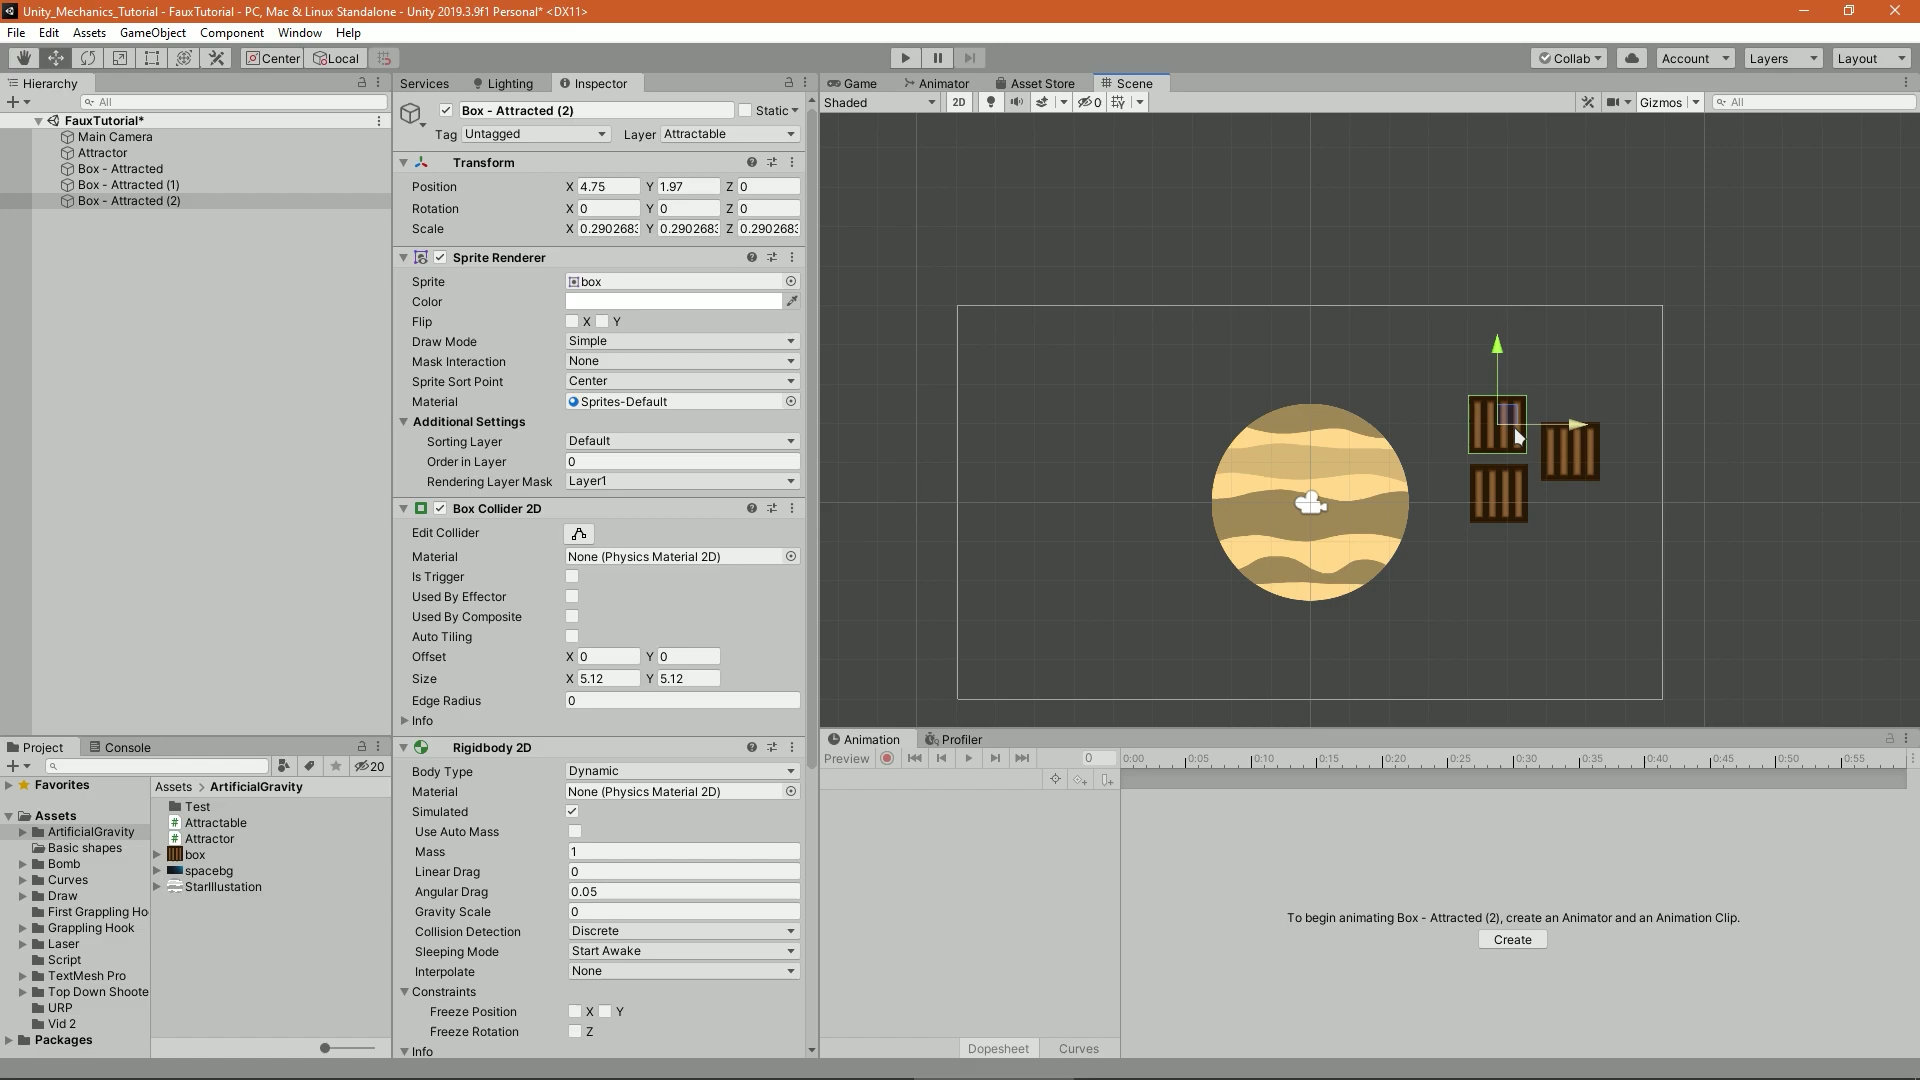 Unity_Mechanics_Tutorial - FauxTutorial - PC, Mac & Linux Standalone - Unity 2019.3.9f1 Personal* <DX11>
File Edit Assets GameObject Component Window Help
Center Local Collab Account Layers Layout
Hierarchy
All
FauxTutorial*
Main Camera
Attractor
Box - Attracted
Box - Attracted (1)
Box - Attracted (2)
Services Lighting Inspector
Box - Attracted (2) Static
Tag Untagged Layer Attractable
Transform
Position X 4.75 Y 1.97 Z 0
Rotation X 0 Y 0 Z 0
Scale X 0.2902683 Y 0.2902683 Z 0.2902683
Sprite Renderer
Sprite box
Color
Flip X Y
Draw Mode Simple
Mask Interaction None
Sprite Sort Point Center
Material Sprites-Default
Additional Settings
Sorting Layer Default
Order in Layer 0
Rendering Layer Mask Layer1
Box Collider 2D
Edit Collider
Material None (Physics Material 2D)
Is Trigger
Used By Effector
Used By Composite
Auto Tiling
Offset X 0 Y 0
Size X 5.12 Y 5.12
Edge Radius 0
Info
Rigidbody 2D
Body Type Dynamic
Material None (Physics Material 2D)
Simulated
Use Auto Mass
Mass 1
Linear Drag 0
Angular Drag 0.05
Gravity Scale 0
Collision Detection Discrete
Sleeping Mode Start Awake
Interpolate None
Constraints
Freeze Position X Y
Freeze Rotation Z
Info
Game Animator Asset Store Scene
Shaded 2D 0 Gizmos All
Project Console
20
Favorites
Assets
ArtificialGravity
Basic shapes
Bomb
Curves
Draw
First Grappling Ho
Grappling Hook
Laser
Script
TextMesh Pro
Top Down Shoote
URP
Vid 2
Packages
Assets > ArtificialGravity
Test
Attractable
Attractor
box
spacebg
StarIllustation
Animation Profiler
Preview 0 0:00 0:05 0:10 0:15 0:20 0:25 0:30 0:35 0:40 0:45 0:50 0:55
To begin animating Box - Attracted (2), create an Animator and an Animation Clip.
Create
Dopesheet Curves